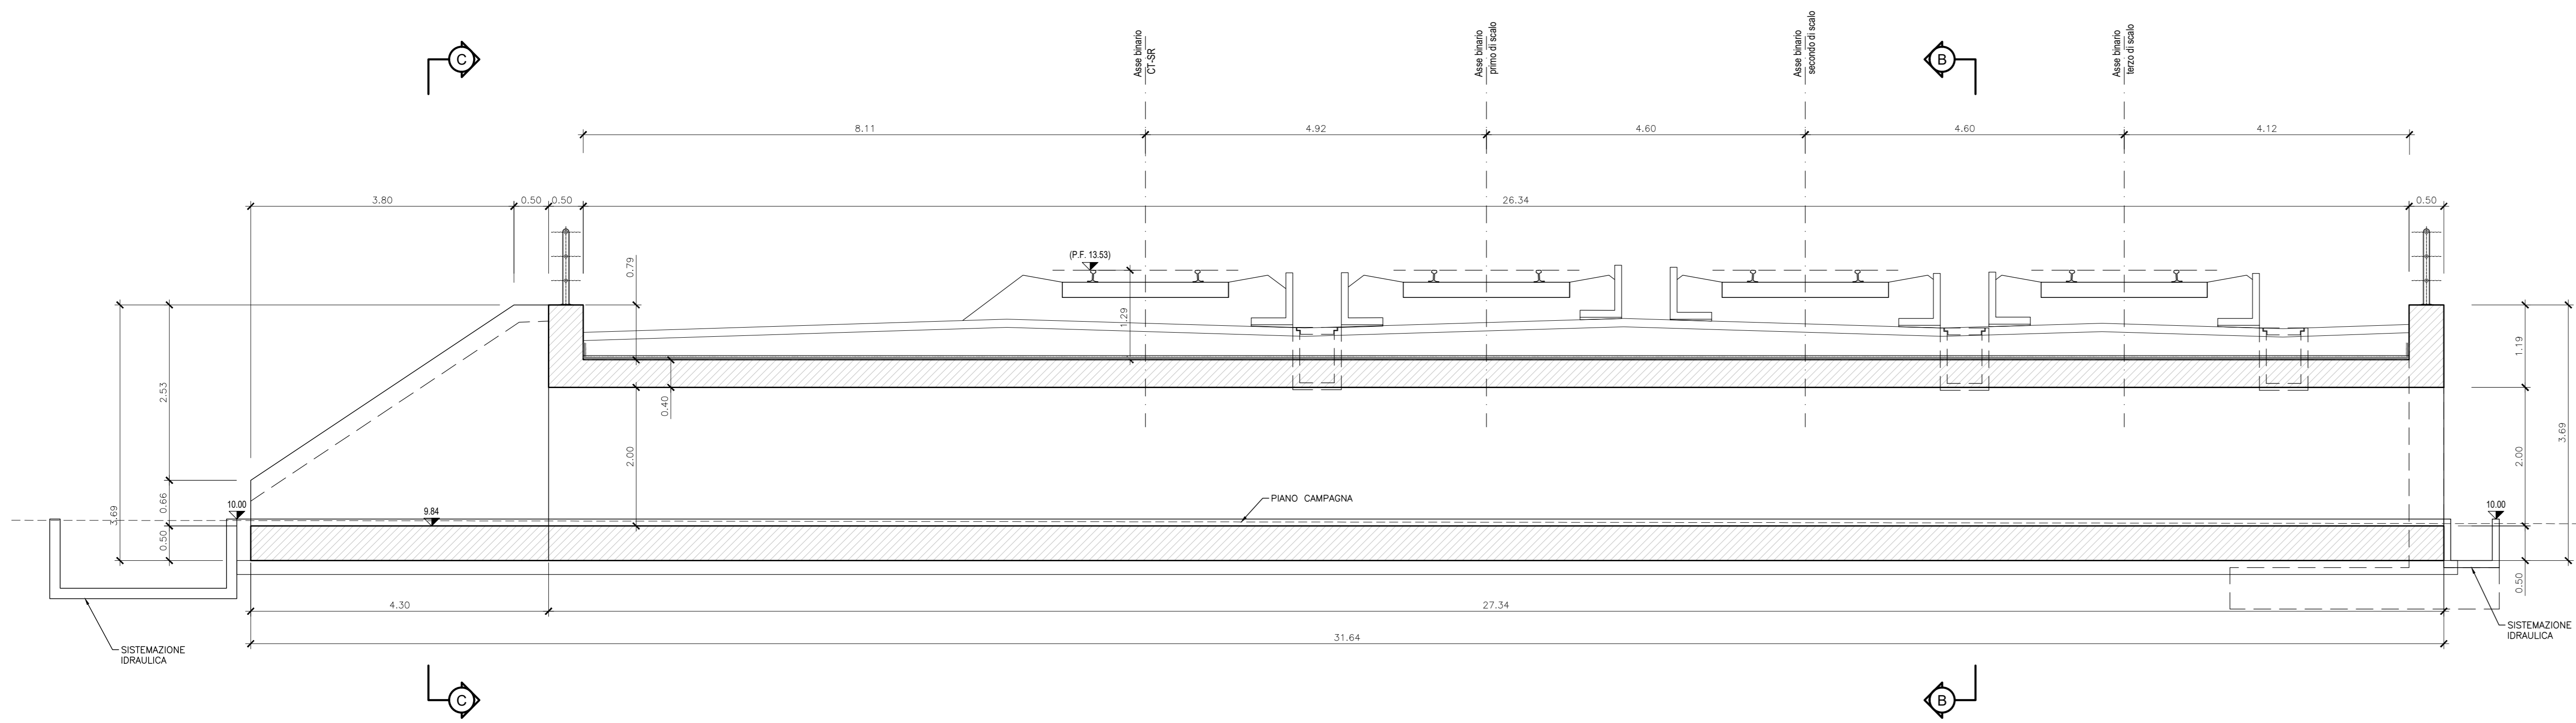 Asse binario
CT-SR
Asse binario
primo di scalo
Asse binario
secondo di scalo
Asse binario
terzo di scalo
C
B
8.11
4.92
4.60
4.60
4.12
3.80
0.50
0.50
26.34
0.50
(P.F. 13.53)
0.79
1.29
1.19
2.53
0.40
2.00
2.00
3.69
3.69
0.66
0.50
0.50
10.00
9.84
PIANO CAMPAGNA
10.00
4.30
27.34
31.64
SISTEMAZIONE
IDRAULICA
SISTEMAZIONE
IDRAULICA
C
B